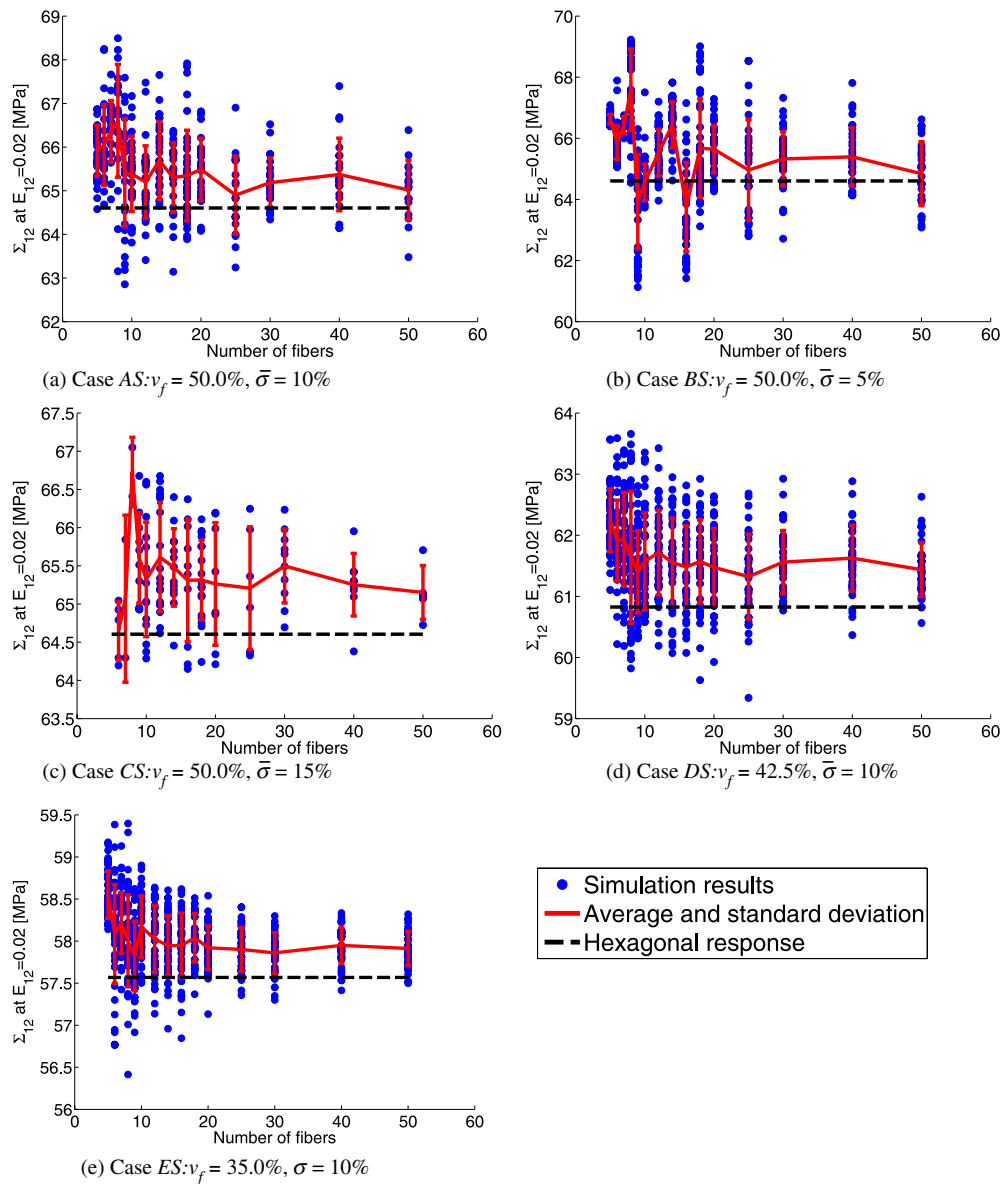 69
68
67
66
65
64
63
62
0 10 20 30 40 50 60
Σ12 at E12=0.02 [MPa]
Number of fibers
(a) Case AS:vf = 50.0%, σ̅ = 10%
70
68
66
64
62
60
0 10 20 30 40 50 60
Σ12 at E12=0.02 [MPa]
Number of fibers
(b) Case BS:vf = 50.0%, σ̅ = 5%
67.5
67
66.5
66
65.5
65
64.5
64
63.5
0 10 20 30 40 50 60
Σ12 at E12=0.02 [MPa]
Number of fibers
(c) Case CS:vf = 50.0%, σ̅ = 15%
64
63
62
61
60
59
0 10 20 30 40 50 60
Σ12 at E12=0.02 [MPa]
Number of fibers
(d) Case DS:vf = 42.5%, σ̅ = 10%
59.5
59
58.5
58
57.5
57
56.5
56
0 10 20 30 40 50 60
Σ12 at E12=0.02 [MPa]
Number of fibers
(e) Case ES:vf = 35.0%, σ = 10%
Simulation results
Average and standard deviation
Hexagonal response